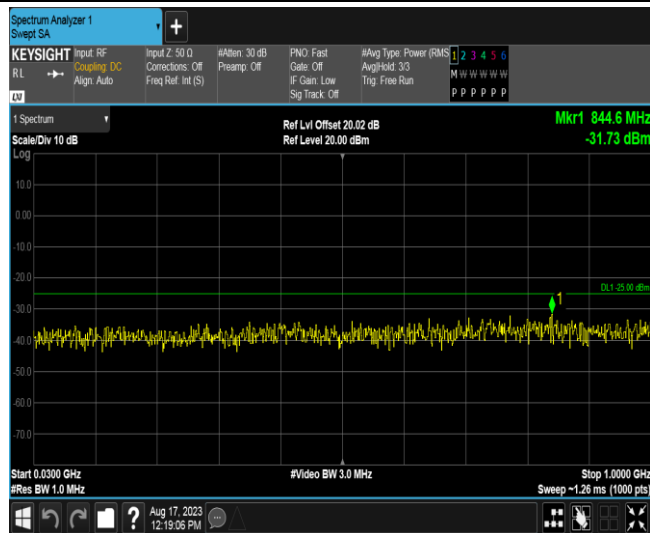 Spectrum Analyzer 1
Swept SA
+
KEYSIGHT
RL
LXI
Input: RF
Coupling: DC
Align: Auto
Input Z: 50 Ω
Corrections: Off
Freq Ref: Int (S)
#Atten: 30 dB
Preamp: Off
PNO: Fast
Gate: Off
IF Gain: Low
Sig Track: Off
#Avg Type: Power (RMS
Avg|Hold: 3/3
Trig: Free Run
1 2 3 4 5 6
M W W W W W
P P P P P P
1 Spectrum
Scale/Div 10 dB
Log
Ref Lvl Offset 20.02 dB
Ref Level 20.00 dBm
Mkr1 844.6 MHz
-31.73 dBm
10.0
0.00
-10.0
-20.0
DL1 -25.00 dBm
1
-30.0
-40.0
-50.0
-60.0
-70.0
Start 0.0300 GHz
#Res BW 1.0 MHz
#Video BW 3.0 MHz
Stop 1.0000 GHz
Sweep ~1.26 ms (1000 pts)
?
Aug 17, 2023
12:19:06 PM